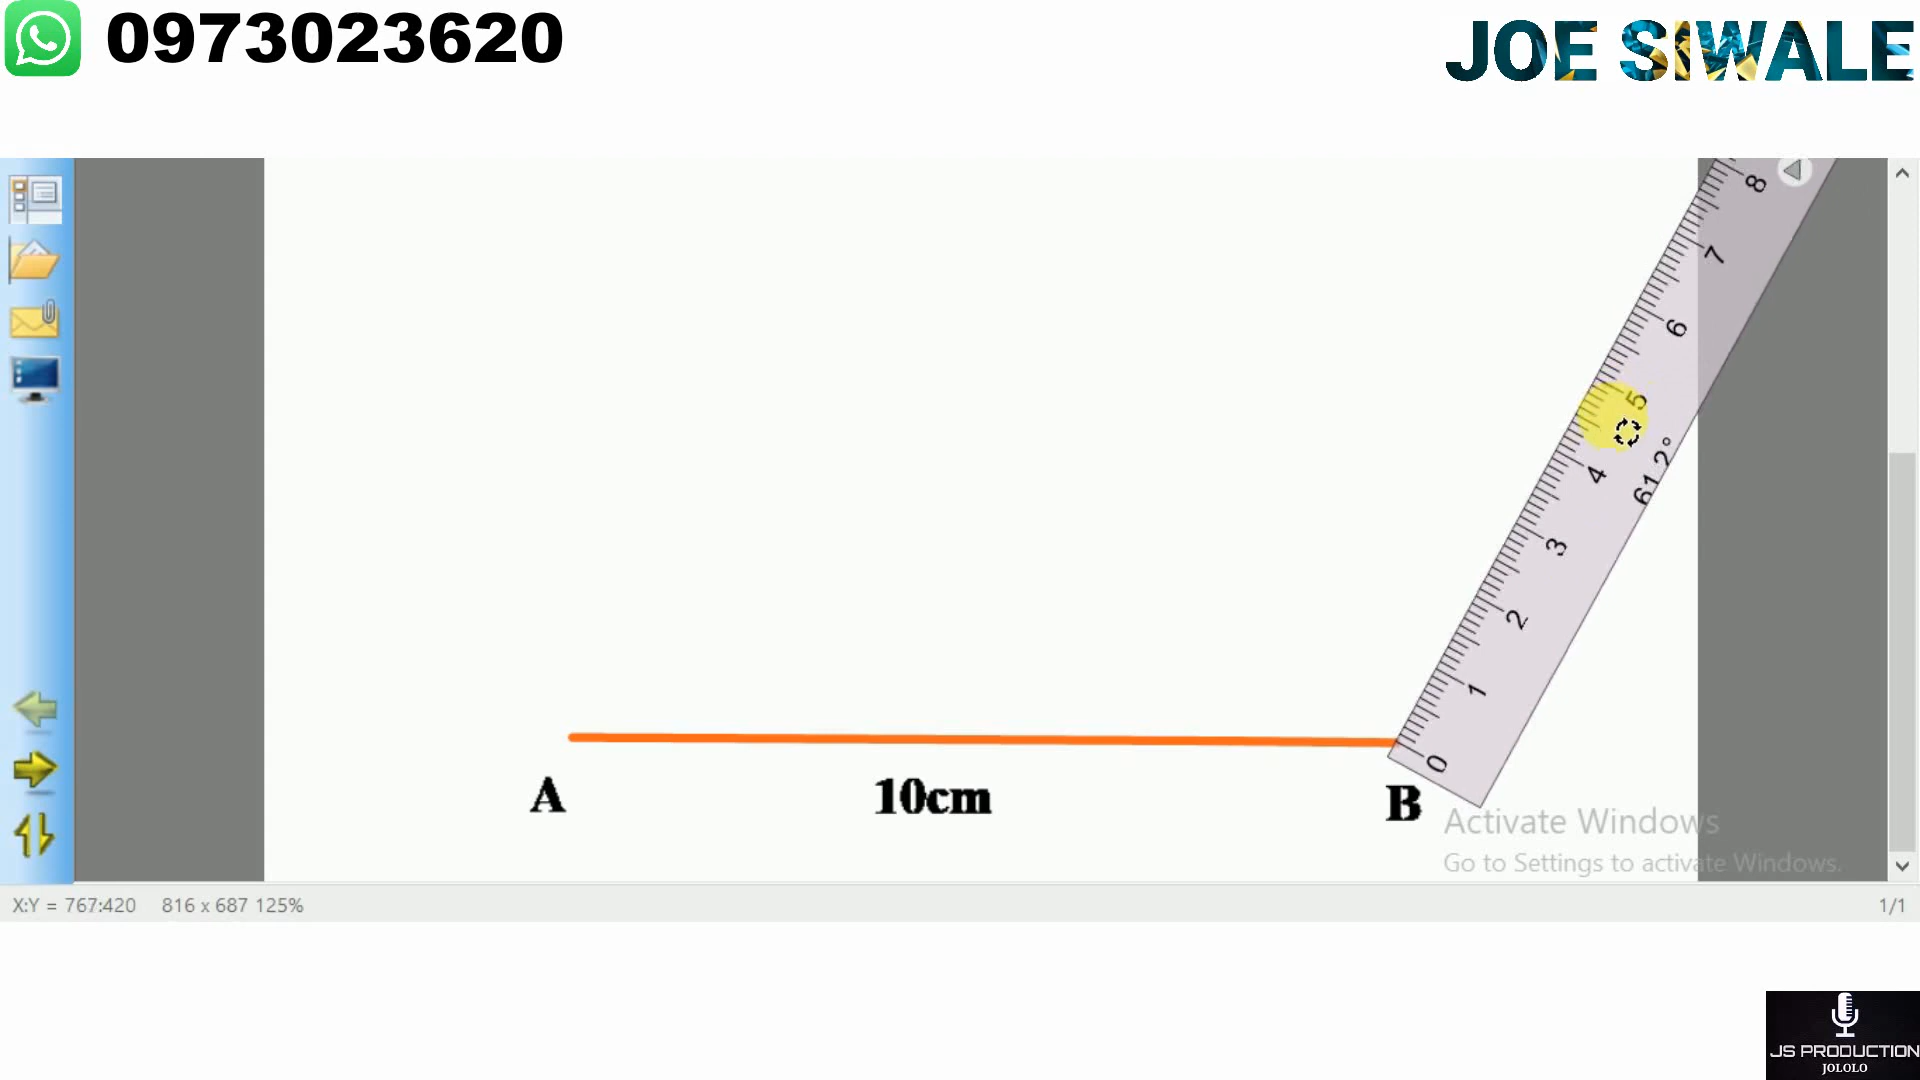 0973023620
JOE SIWALE
8
7
6
5
4
61.2°
3
2
1
0
A
10cm
B
Activate Windows
Go to Settings to activate Windows.
X:Y = 767:420 816 x 687 125%
1/1
JS PRODUCTION
JOLOLO